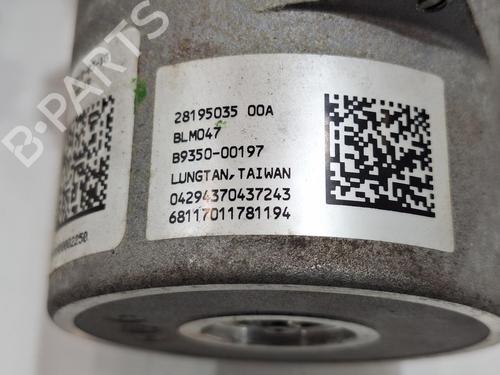 B-PARTS
28195035 00A
BLM047
B9350-00197
LUNGTAN, TAIWAN
04294370437243
68117011781194